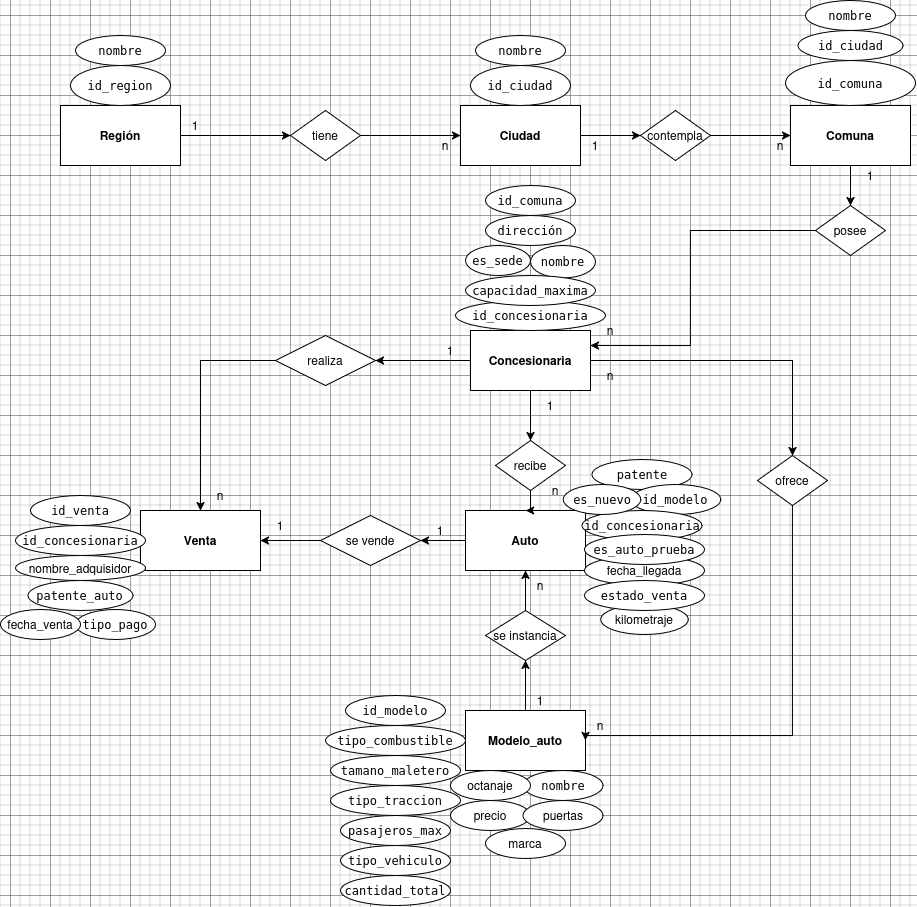 nombre
id_region
Región
1
tiene
n
nombre
id_ciudad
Ciudad
1
contempla
n
nombre
id_ciudad
id_comuna
Comuna
1
posee
n
id_comuna
dirección
es_sede
nombre
capacidad_maxima
id_concesionaria
Concesionaria
1
realiza
n
n
ofrece
n
1
recibe
n
patente
es_nuevo
id_modelo
id_concesionaria
es_auto_prueba
fecha_llegada
estado_venta
kilometraje
Auto
1
se vende
1
Venta
id_venta
id_concesionaria
nombre_adquisidor
patente_auto
fecha_venta
tipo_pago
n
se instancia
1
Modelo_auto
id_modelo
tipo_combustible
tamano_maletero
tipo_traccion
pasajeros_max
tipo_vehiculo
cantidad_total
octanaje
nombre
precio
puertas
marca